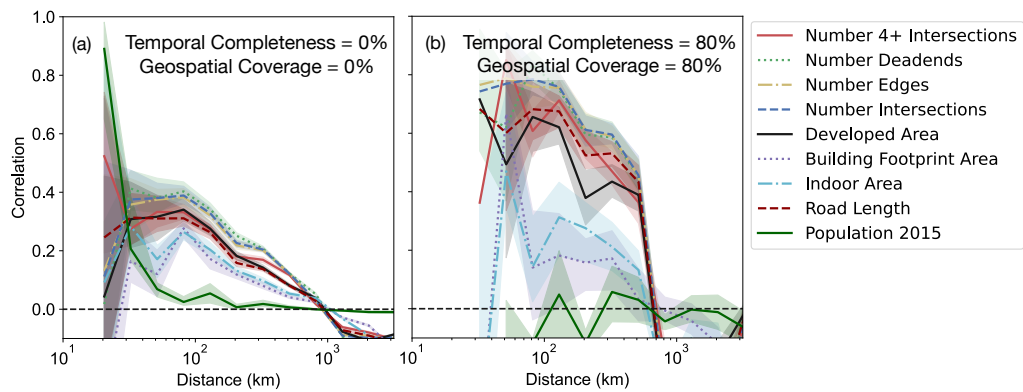 (a) Temporal Completeness = 0%
Geospatial Coverage = 0%
(b) Temporal Completeness = 80%
Geospatial Coverage = 80%
Correlation
1.0
0.8
0.6
0.4
0.2
0.0
10¹ 10² 10³
Distance (km)
10¹ 10² 10³
Distance (km)
Number 4+ Intersections
Number Deadends
Number Edges
Number Intersections
Developed Area
Building Footprint Area
Indoor Area
Road Length
Population 2015